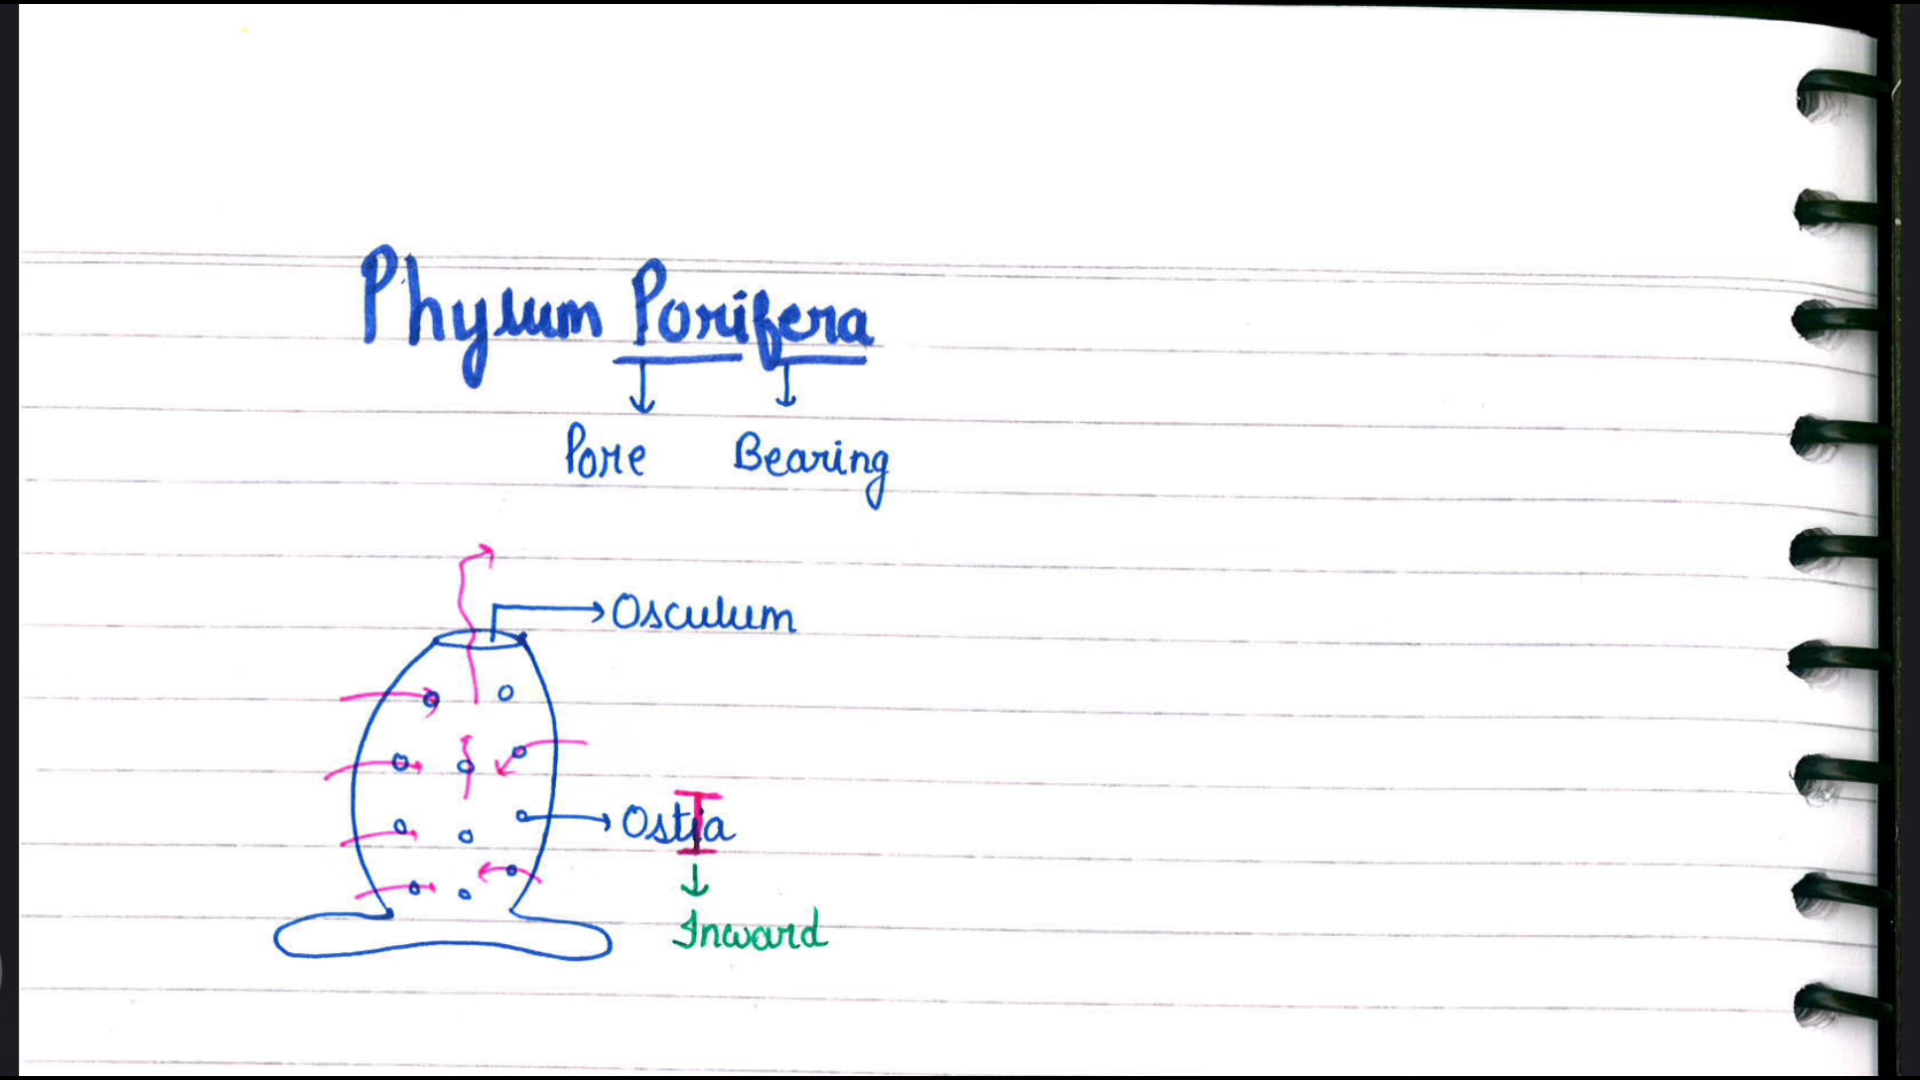 Phylum Porifera
Pore Bearing
Osculum
OstIa
Inward